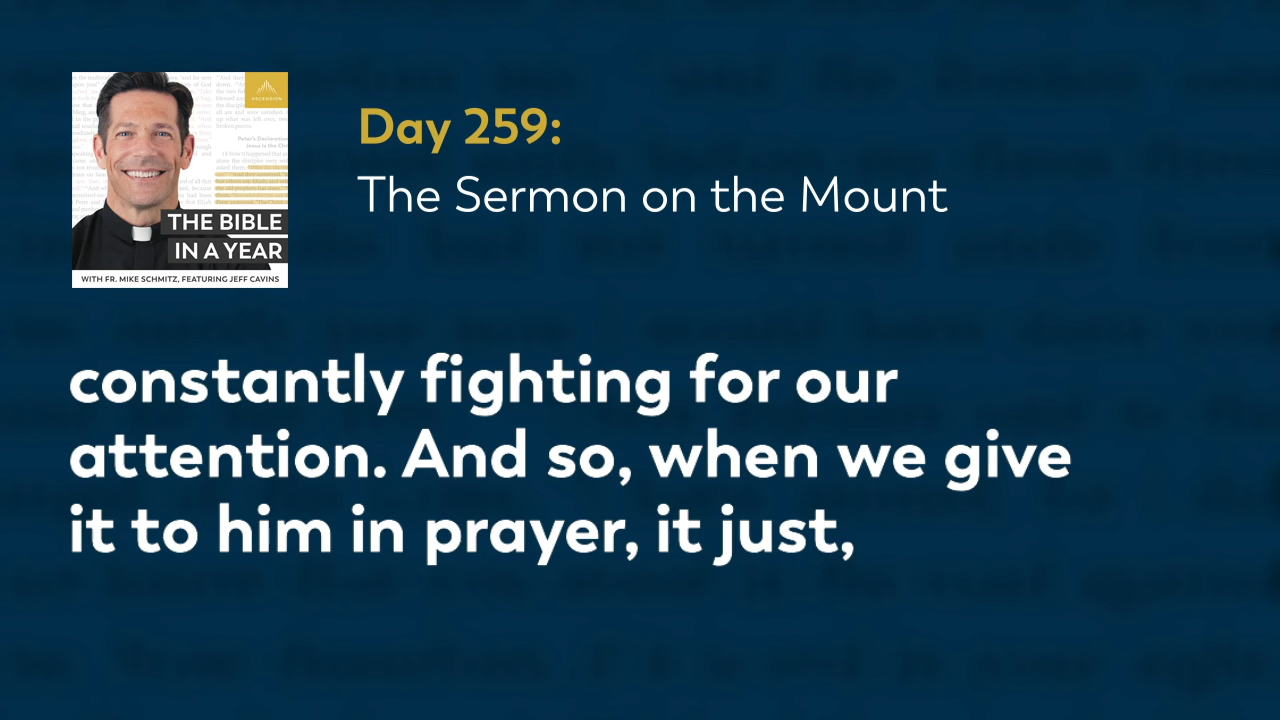 ASCENSION
Day 259:
The Sermon on the Mount
THE BIBLE
IN A YEAR
WITH FR. MIKE SCHMITZ, FEATURING JEFF CAVINS
constantly fighting for our
attention. And so, when we give
it to him in prayer, it just,